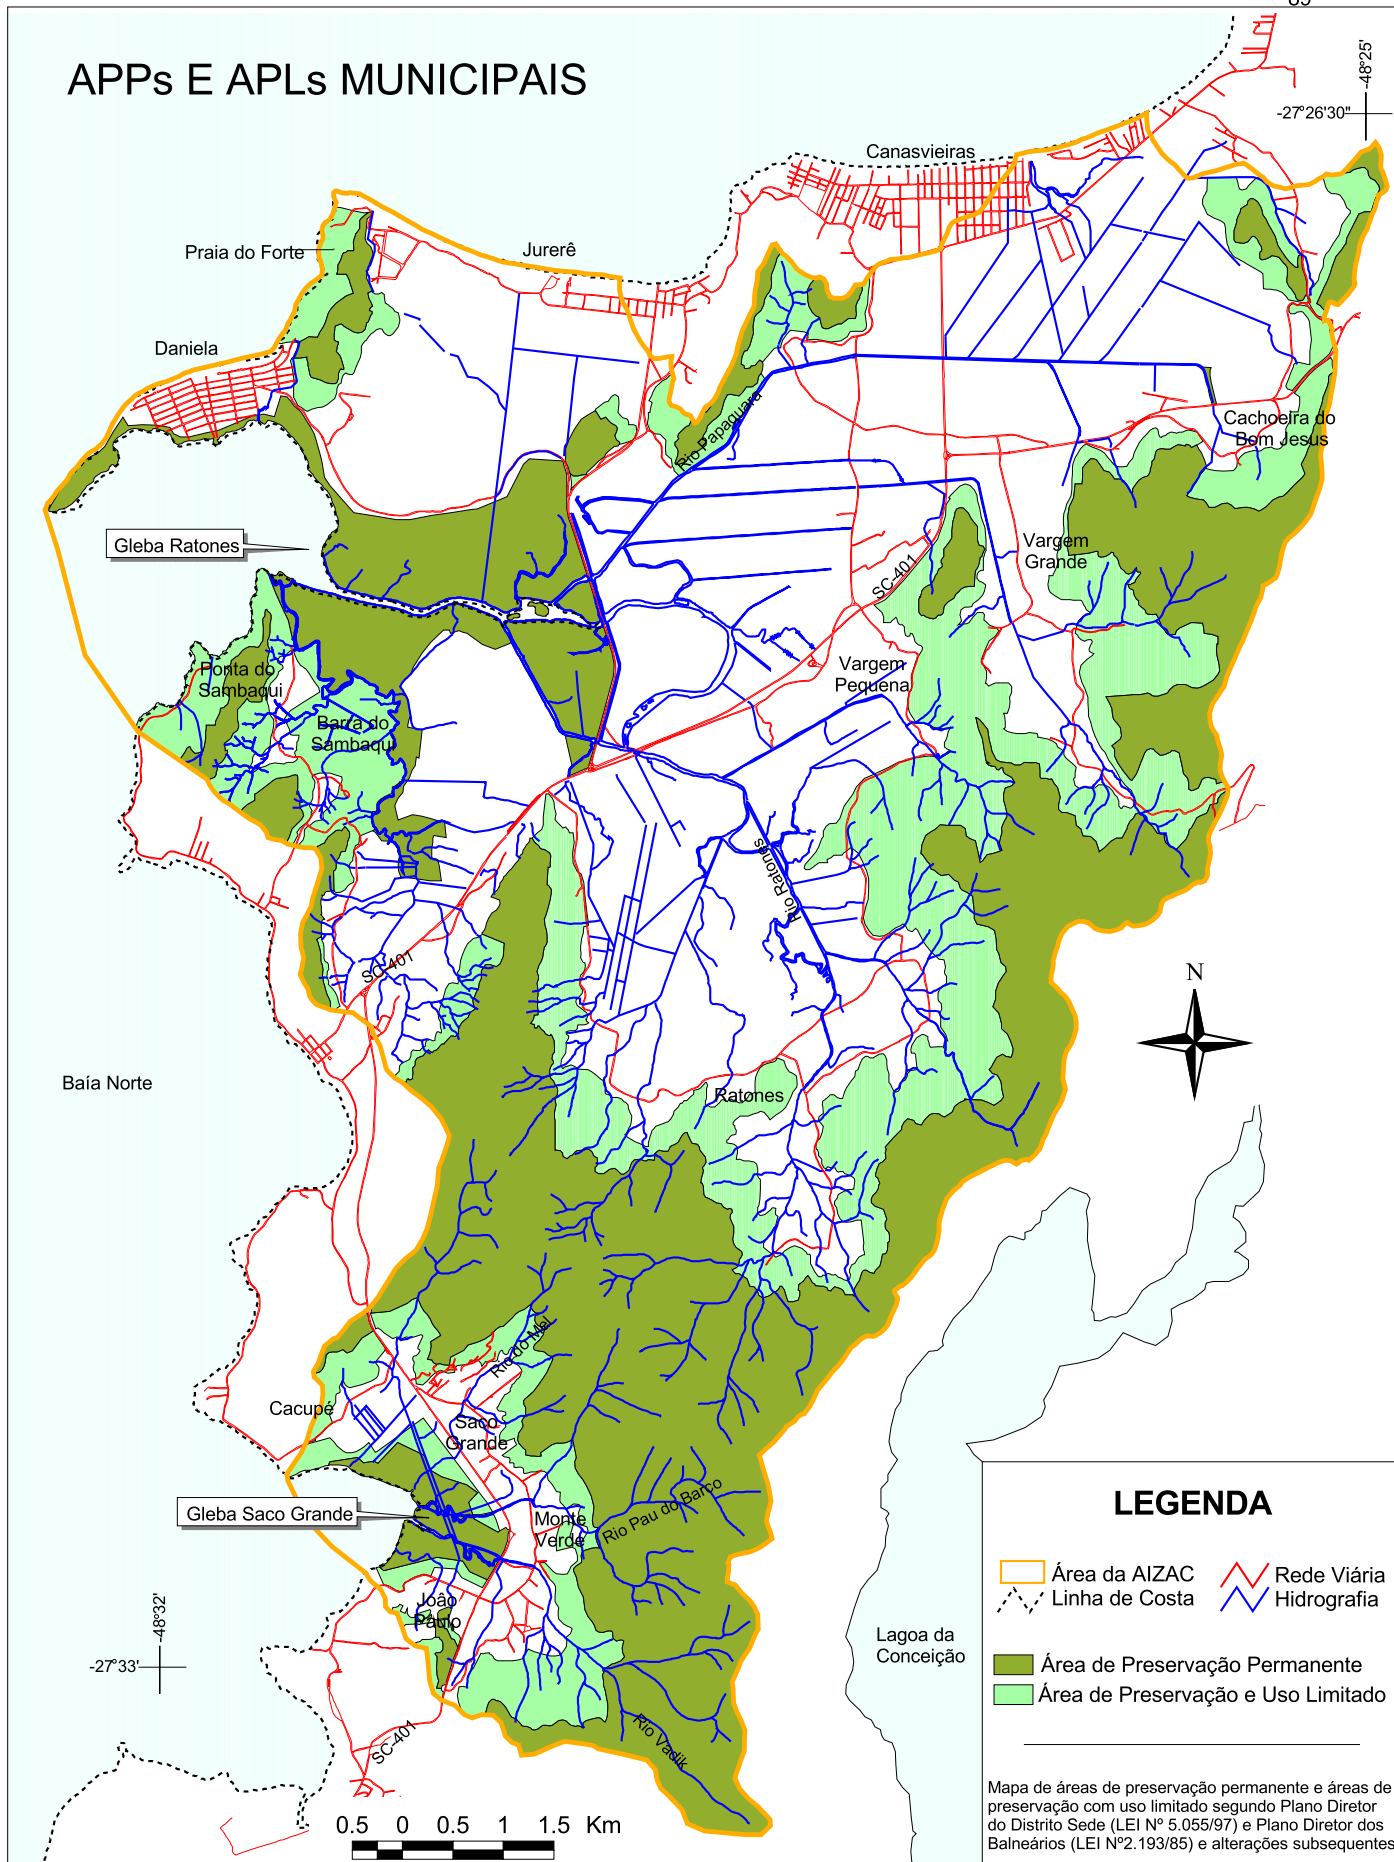 89
APPs E APLs MUNICIPAIS
-48°25'
-27°26'30"
Canasvieiras
Praia do Forte
Jurerê
Daniela
Rio Papaquara
Cachoeira do
Bom Jesus
Gleba Ratones
Vargem
Grande
SC-401
Ponta do
Sambaqui
Vargem
Pequena
Barra do
Sambaqui
Rio Ratones
SC-401
N
Baía Norte
Ratones
Rio do Mel
Cacupé
Saco
Grande
Gleba Saco Grande
Monte
Verde
Rio Pau do Barco
João
Paulo
-48°32'
-27°33'
Lagoa da
Conceição
Rio Vadik
SC-401
0.5 0 0.5 1 1.5 Km
LEGENDA
Área da AIZAC
Linha de Costa
Rede Viária
Hidrografia
Área de Preservação Permanente
Área de Preservação e Uso Limitado
Mapa de áreas de preservação permanente e áreas de
preservação com uso limitado segundo Plano Diretor
do Distrito Sede (LEI Nº 5.055/97) e Plano Diretor dos
Balneários (LEI Nº2.193/85) e alterações subsequentes